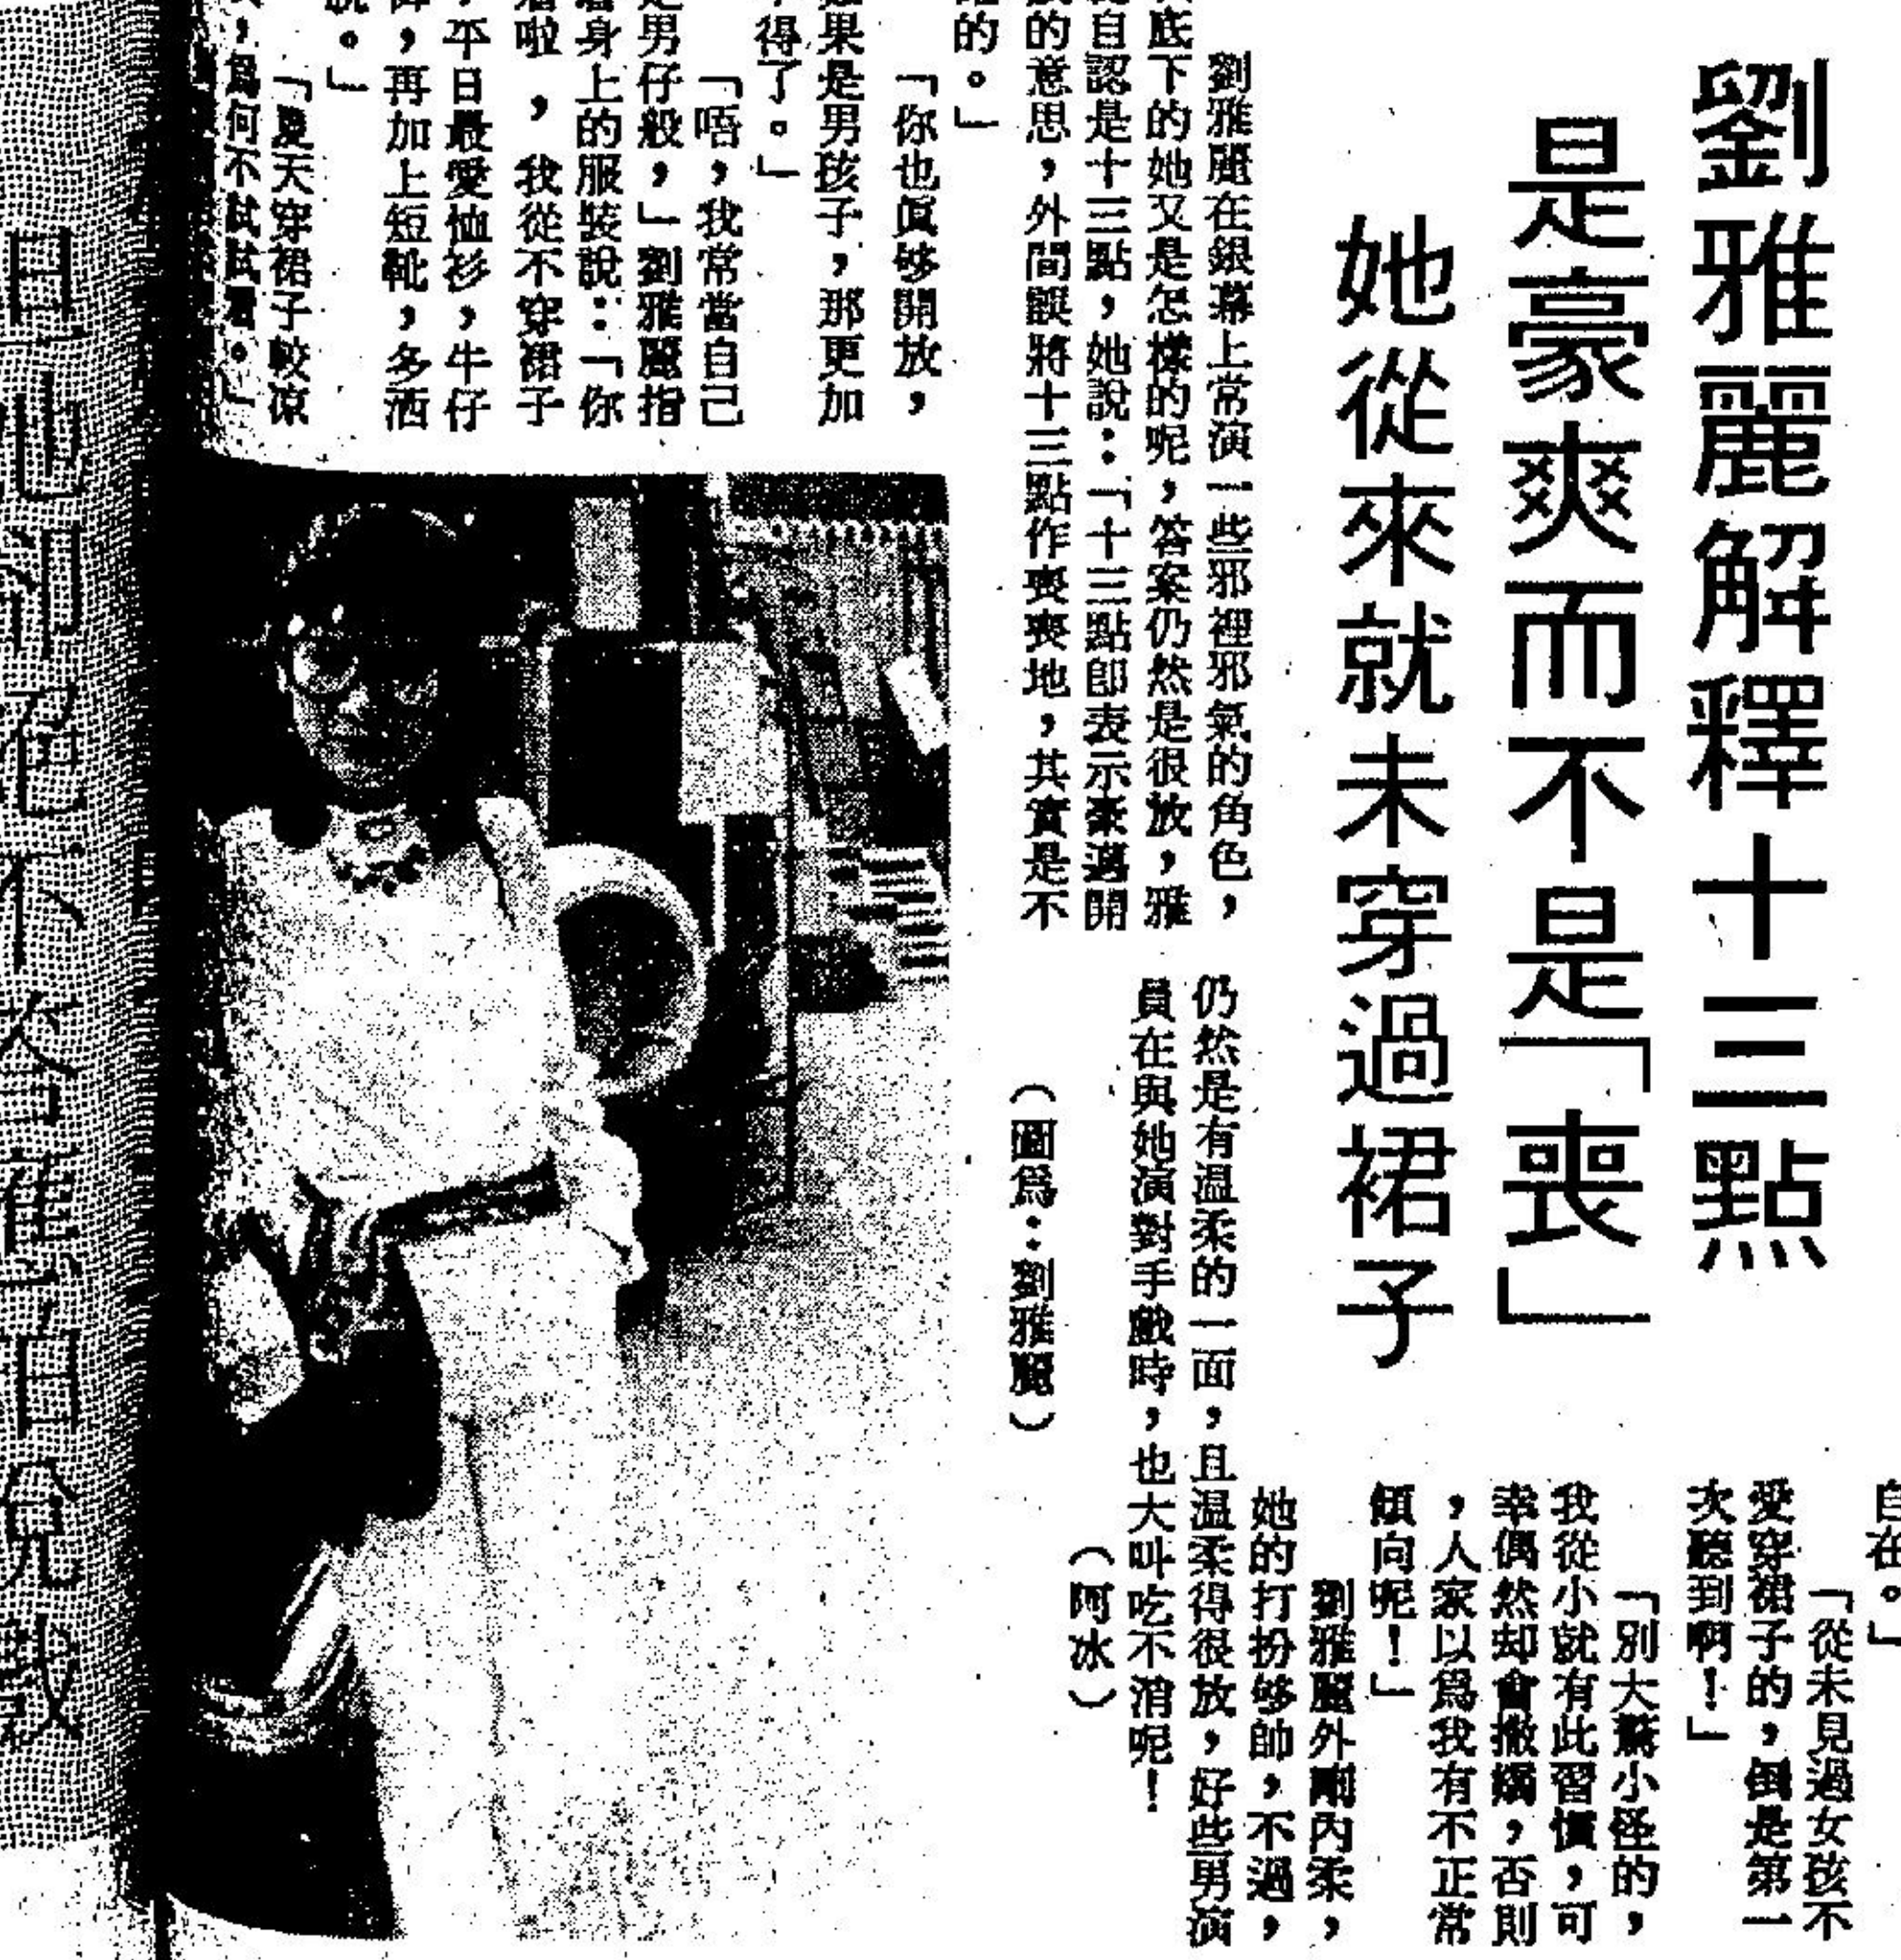 劉雅麗解釋十三點
是豪爽而不是「喪」
她從來就未穿過裙子
劉雅麗在銀幕上常演一些邪裡邪氣的角色，
底下的她又是怎樣的呢，答案仍然是很放，雅
自認是十三點，她說：「十三點即表示豪邁開
的意思，外間誤將十三點作喪喪地，其實是不
的。」
「你也眞够開放，
果是男孩子，那更加
得了。」
「唔，我常當自己
是男仔般，」劉雅麗指
身上的服裝說：「你
啦，我從不穿裙子
，平日最愛恤衫，牛仔
，再加上短靴，多洒
。」
「夏天穿裙子較凉
，爲何不試試看。」
自在。」
「從未見過女孩不
愛穿裙子的，倒是第一
次聽到啊！」
「別大驚小怪的，
我從小就有此習慣，可
幸偶然却會撒嬌，否則
，人家以爲我有不正常
傾向呢！」
劉雅麗外剛內柔，
她的打扮够帥，不過，
仍然是有温柔的一面，且温柔得很放，好些男演
員在與她演對手戲時，也大叫吃不消呢！
（阿冰）
（圖爲：劉雅麗）